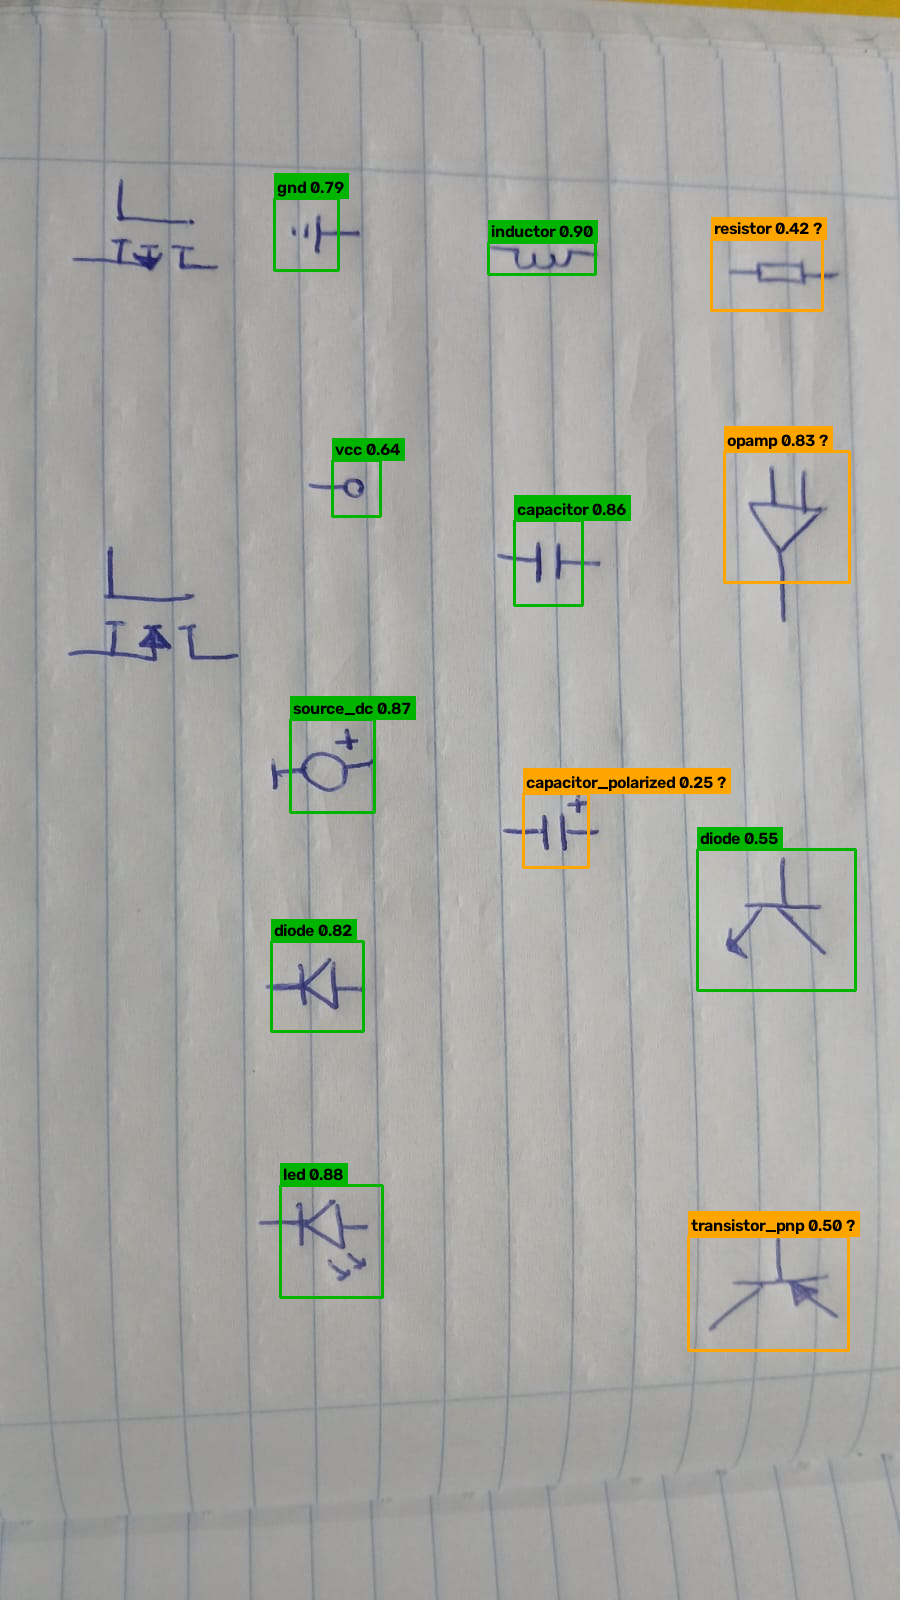 gnd 0.79
inductor 0.90
resistor 0.42 ?
opamp 0.83 ?
vcc 0.64
capacitor 0.86
source_dc 0.87
+
capacitor_polarized 0.25 ?
+
diode 0.55
diode 0.82
led 0.88
transistor_pnp 0.50 ?